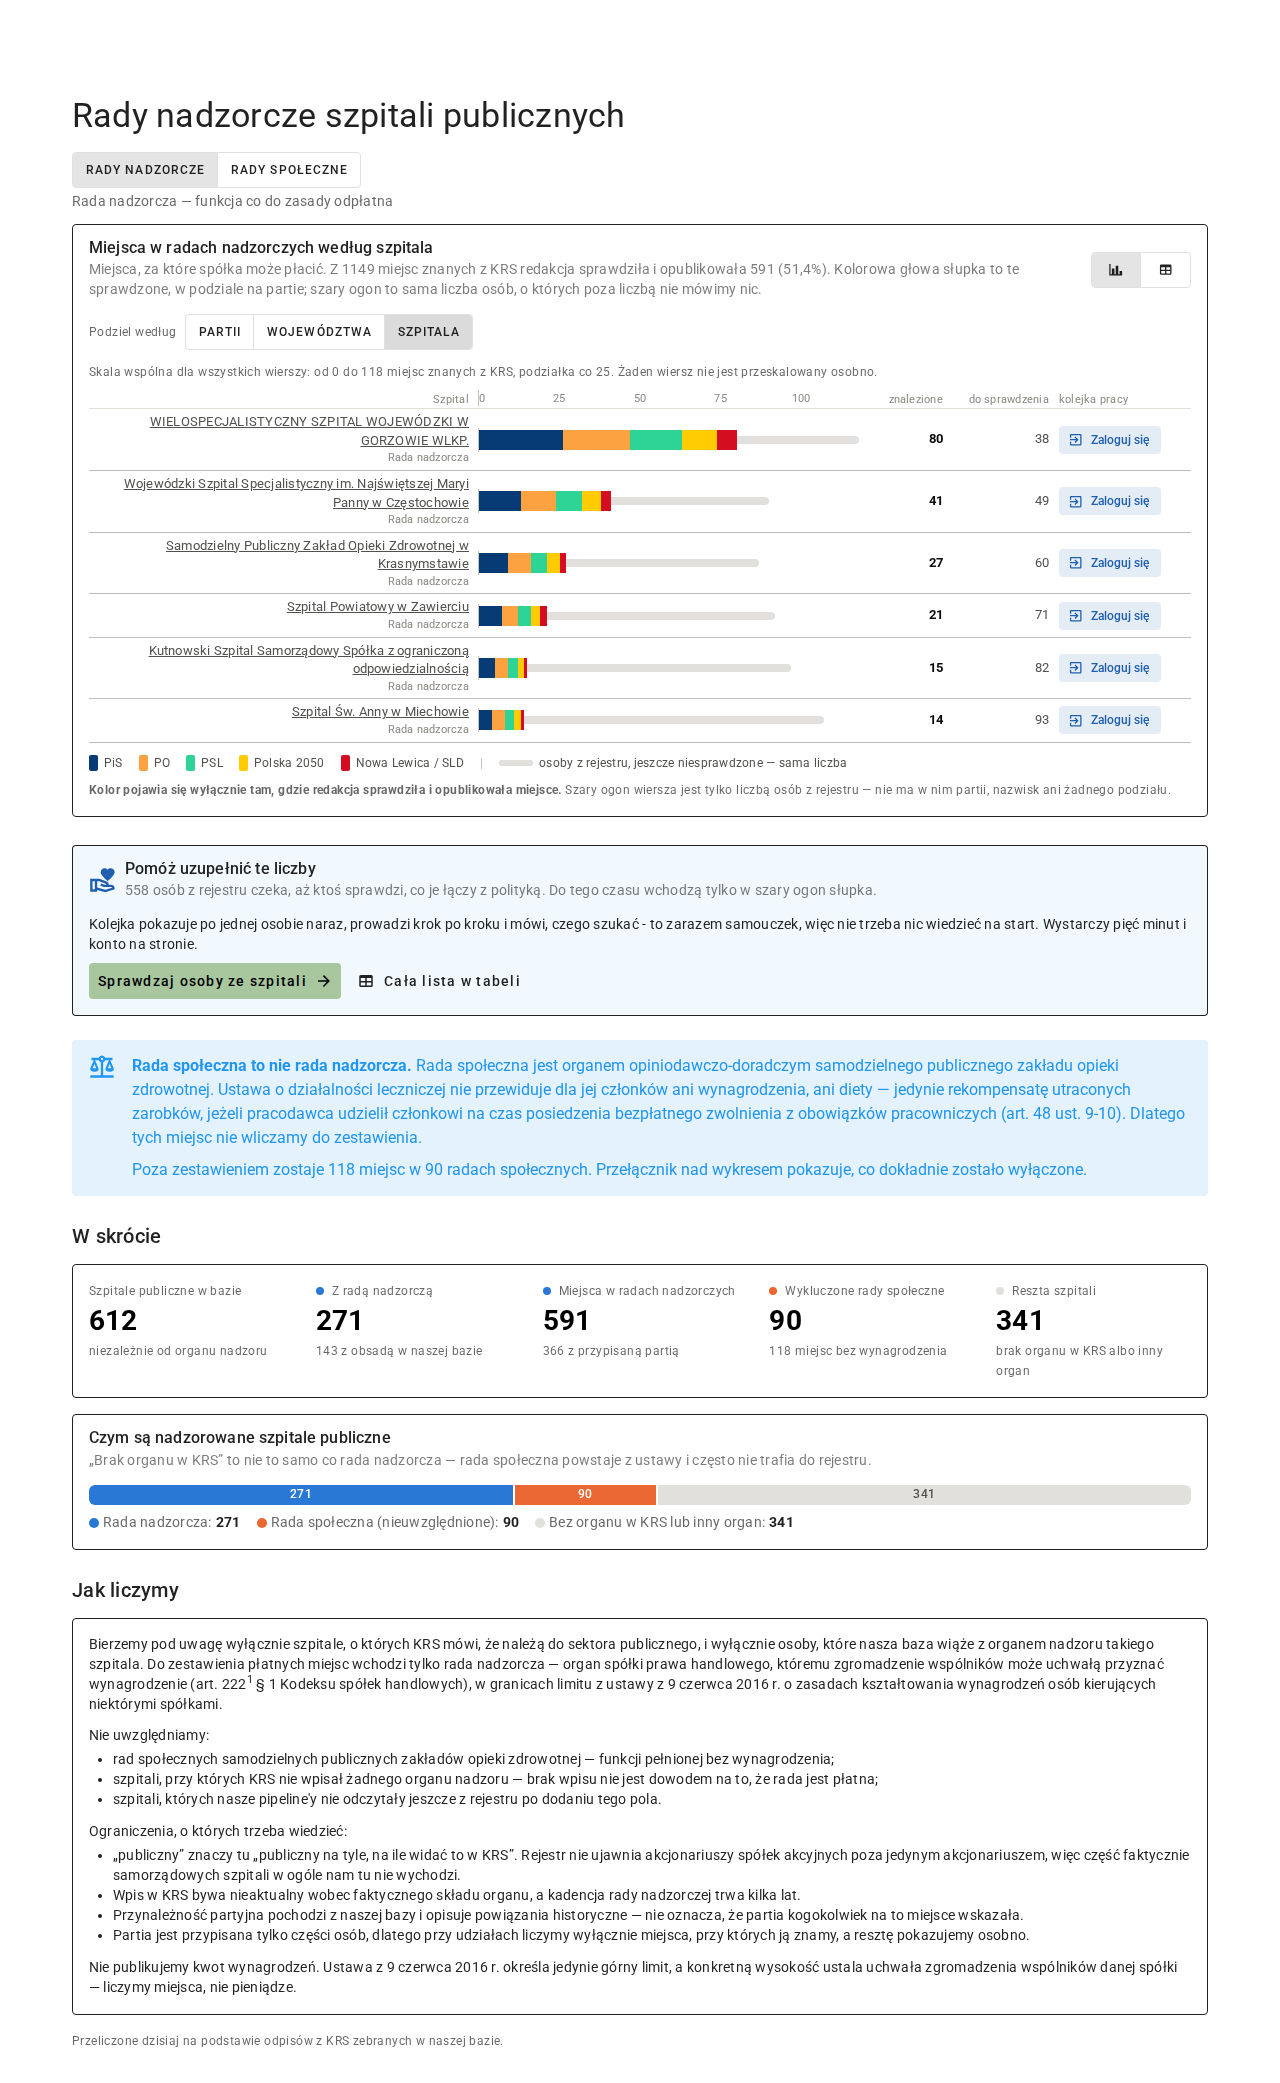 Rady nadzorcze szpitali publicznych
RADY NADZORCZE RADY SPOŁECZNE
Rada nadzorcza — funkcja co do zasady odpłatna
Miejsca w radach nadzorczych według szpitala
Miejsca, za które spółka może płacić. Z 1149 miejsc znanych z KRS redakcja sprawdziła i opublikowała 591 (51,4%). Kolorowa głowa słupka to te
sprawdzone, w podziale na partie; szary ogon to sama liczba osób, o których poza liczbą nie mówimy nic.
Podziel według PARTII WOJEWÓDZTWA SZPITALA
Skala wspólna dla wszystkich wierszy: od 0 do 118 miejsc znanych z KRS, podziałka co 25. Żaden wiersz nie jest przeskalowany osobno.
Szpital 0 25 50 75 100 znalezione do sprawdzenia kolejka pracy
WIELOSPECJALISTYCZNY SZPITAL WOJEWÓDZKI W
GORZOWIE WLKP.
Rada nadzorcza
80 38 Zaloguj się
Wojewódzki Szpital Specjalistyczny im. Najświętszej Maryi
Panny w Częstochowie
Rada nadzorcza
41 49 Zaloguj się
Samodzielny Publiczny Zakład Opieki Zdrowotnej w
Krasnymstawie
Rada nadzorcza
27 60 Zaloguj się
Szpital Powiatowy w Zawierciu
Rada nadzorcza
21 71 Zaloguj się
Kutnowski Szpital Samorządowy Spółka z ograniczoną
odpowiedzialnością
Rada nadzorcza
15 82 Zaloguj się
Szpital Św. Anny w Miechowie
Rada nadzorcza
14 93 Zaloguj się
PiS PO PSL Polska 2050 Nowa Lewica / SLD osoby z rejestru, jeszcze niesprawdzone — sama liczba
Kolor pojawia się wyłącznie tam, gdzie redakcja sprawdziła i opublikowała miejsce. Szary ogon wiersza jest tylko liczbą osób z rejestru — nie ma w nim partii, nazwisk ani żadnego podziału.
Pomóż uzupełnić te liczby
558 osób z rejestru czeka, aż ktoś sprawdzi, co je łączy z polityką. Do tego czasu wchodzą tylko w szary ogon słupka.
Kolejka pokazuje po jednej osobie naraz, prowadzi krok po kroku i mówi, czego szukać - to zarazem samouczek, więc nie trzeba nic wiedzieć na start. Wystarczy pięć minut i
konto na stronie.
Sprawdzaj osoby ze szpitali Cała lista w tabeli
Rada społeczna to nie rada nadzorcza. Rada społeczna jest organem opiniodawczo-doradczym samodzielnego publicznego zakładu opieki
zdrowotnej. Ustawa o działalności leczniczej nie przewiduje dla jej członków ani wynagrodzenia, ani diety — jedynie rekompensatę utraconych
zarobków, jeżeli pracodawca udzielił członkowi na czas posiedzenia bezpłatnego zwolnienia z obowiązków pracowniczych (art. 48 ust. 9-10). Dlatego
tych miejsc nie wliczamy do zestawienia.
Poza zestawieniem zostaje 118 miejsc w 90 radach społecznych. Przełącznik nad wykresem pokazuje, co dokładnie zostało wyłączone.
W skrócie
Szpitale publiczne w bazie Z radą nadzorczą Miejsca w radach nadzorczych Wykluczone rady społeczne Reszta szpitali
612 271 591 90 341
niezależnie od organu nadzoru 143 z obsadą w naszej bazie 366 z przypisaną partią 118 miejsc bez wynagrodzenia brak organu w KRS albo inny
organ
Czym są nadzorowane szpitale publiczne
„Brak organu w KRS” to nie to samo co rada nadzorcza — rada społeczna powstaje z ustawy i często nie trafia do rejestru.
271 90 341
Rada nadzorcza: 271 Rada społeczna (nieuwzględnione): 90 Bez organu w KRS lub inny organ: 341
Jak liczymy
Bierzemy pod uwagę wyłącznie szpitale, o których KRS mówi, że należą do sektora publicznego, i wyłącznie osoby, które nasza baza wiąże z organem nadzoru takiego
szpitala. Do zestawienia płatnych miejsc wchodzi tylko rada nadzorcza — organ spółki prawa handlowego, któremu zgromadzenie wspólników może uchwałą przyznać
wynagrodzenie (art. 222¹ § 1 Kodeksu spółek handlowych), w granicach limitu z ustawy z 9 czerwca 2016 r. o zasadach kształtowania wynagrodzeń osób kierujących
niektórymi spółkami.
Nie uwzględniamy:
• rad społecznych samodzielnych publicznych zakładów opieki zdrowotnej — funkcji pełnionej bez wynagrodzenia;
• szpitali, przy których KRS nie wpisał żadnego organu nadzoru — brak wpisu nie jest dowodem na to, że rada jest płatna;
• szpitali, których nasze pipeline'y nie odczytały jeszcze z rejestru po dodaniu tego pola.
Ograniczenia, o których trzeba wiedzieć:
• „publiczny” znaczy tu „publiczny na tyle, na ile widać to w KRS”. Rejestr nie ujawnia akcjonariuszy spółek akcyjnych poza jedynym akcjonariuszem, więc część faktycznie
samorządowych szpitali w ogóle nam tu nie wychodzi.
• Wpis w KRS bywa nieaktualny wobec faktycznego składu organu, a kadencja rady nadzorczej trwa kilka lat.
• Przynależność partyjna pochodzi z naszej bazy i opisuje powiązania historyczne — nie oznacza, że partia kogokolwiek na to miejsce wskazała.
• Partia jest przypisana tylko części osób, dlatego przy udziałach liczymy wyłącznie miejsca, przy których ją znamy, a resztę pokazujemy osobno.
Nie publikujemy kwot wynagrodzeń. Ustawa z 9 czerwca 2016 r. określa jedynie górny limit, a konkretną wysokość ustala uchwała zgromadzenia wspólników danej spółki
— liczymy miejsca, nie pieniądze.
Przeliczone dzisiaj na podstawie odpisów z KRS zebranych w naszej bazie.